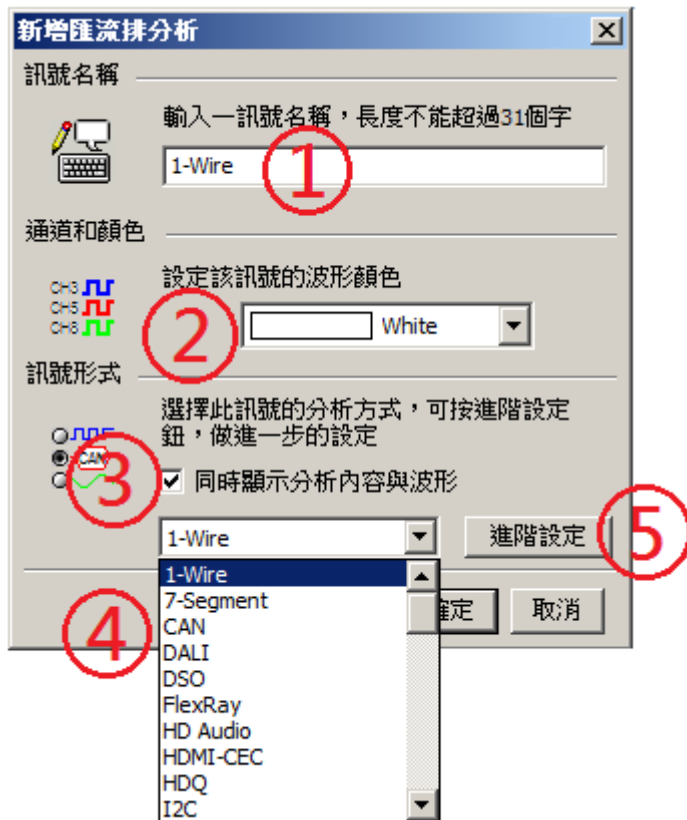 新增匯流排分析
訊號名稱
輸入一訊號名稱，長度不能超過31個字
1-Wire
1
通道和顏色
設定該訊號的波形顏色
CH3
CH5
CH8
2
White
訊號形式
選擇此訊號的分析方式，可按進階設定
鈕，做進一步的設定
CAN
3
同時顯示分析內容與波形
1-Wire
進階設定
5
1-Wire
7-Segment
CAN
DALI
DSO
FlexRay
HD Audio
HDMI-CEC
HDQ
I2C
4
確定
取消